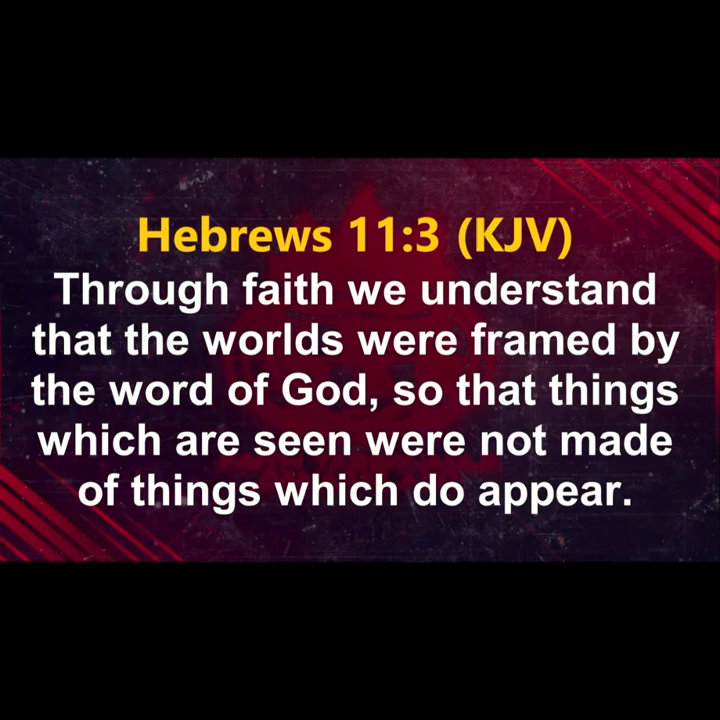 Hebrews 11:3 (KJV)
Through faith we understand
that the worlds were framed by
the word of God, so that things
which are seen were not made
of things which do appear.